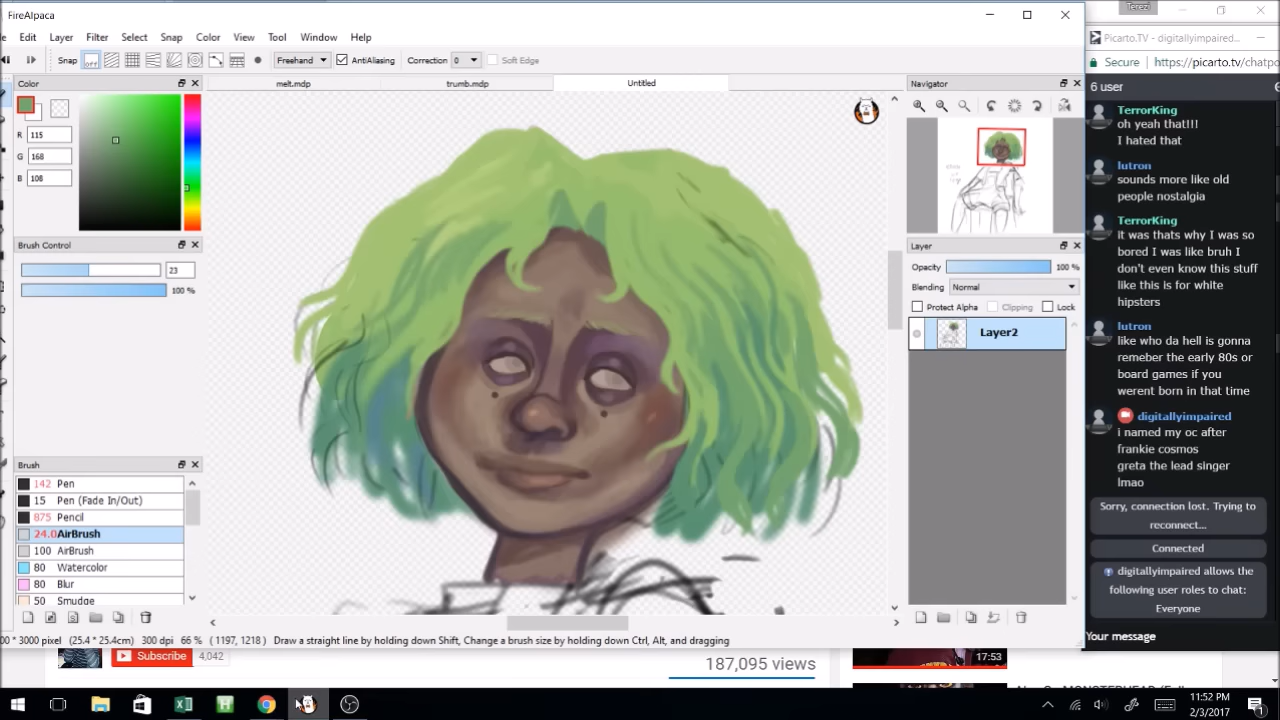 FireAlpaca
Terezi
Edit Layer Filter Select Snap Color View Tool Window Help
Snap off Freehand AntiAliasing Correction 0 Soft Edge
Color
melt.mdp trumb.mdp Untitled
Navigator
R 115
G 168
B 108
Brush Control
23
100 %
Brush
142 Pen
15 Pen (Fade In/Out)
875 Pencil
24.0 AirBrush
100 AirBrush
80 Watercolor
80 Blur
50 Smudge
Layer
Opacity 100 %
Blending Normal
Protect Alpha Clipping Lock
Layer2
00 * 3000 pixel (25.4 * 25.4cm) 300 dpi 66 % ( 1197, 1218 ) Draw a straight line by holding down Shift, Change a brush size by holding down Ctrl, Alt, and dragging
Picarto.TV - digitallyimpaired...
Secure https://picarto.tv/chatpo
6 user
TerrorKing
oh yeah that!!!
I hated that
lutron
sounds more like old
people nostalgia
TerrorKing
it was thats why I was so
bored I was like bruh I
don't even know this stuff
like this is for white
hipsters
lutron
like who da hell is gonna
remeber the early 80s or
board games if you
werent born in that time
digitallyimpaired
i named my oc after
frankie cosmos
greta the lead singer
lmao
Sorry, connection lost. Trying to
reconnect...
Connected
digitallyimpaired allows the
following user roles to chat:
Everyone
Your message
Subscribe 4,042
187,095 views
17:53
11:52 PM
2/3/2017